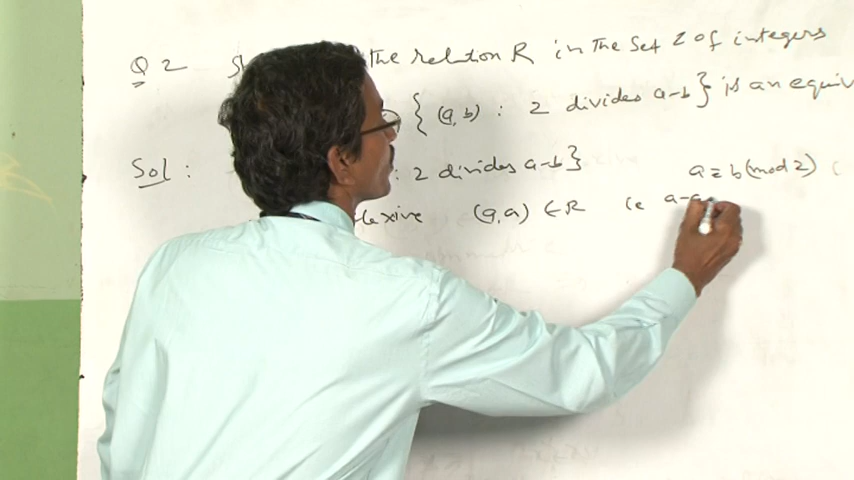 Q 2 the relation R in the set Z of integers
{ (a, b) : 2 divides a-b } is an equiv
Sol : : 2 divides a-b } a ≡ b (mod 2) (
lexive (a, a) ∈ R ie a-a